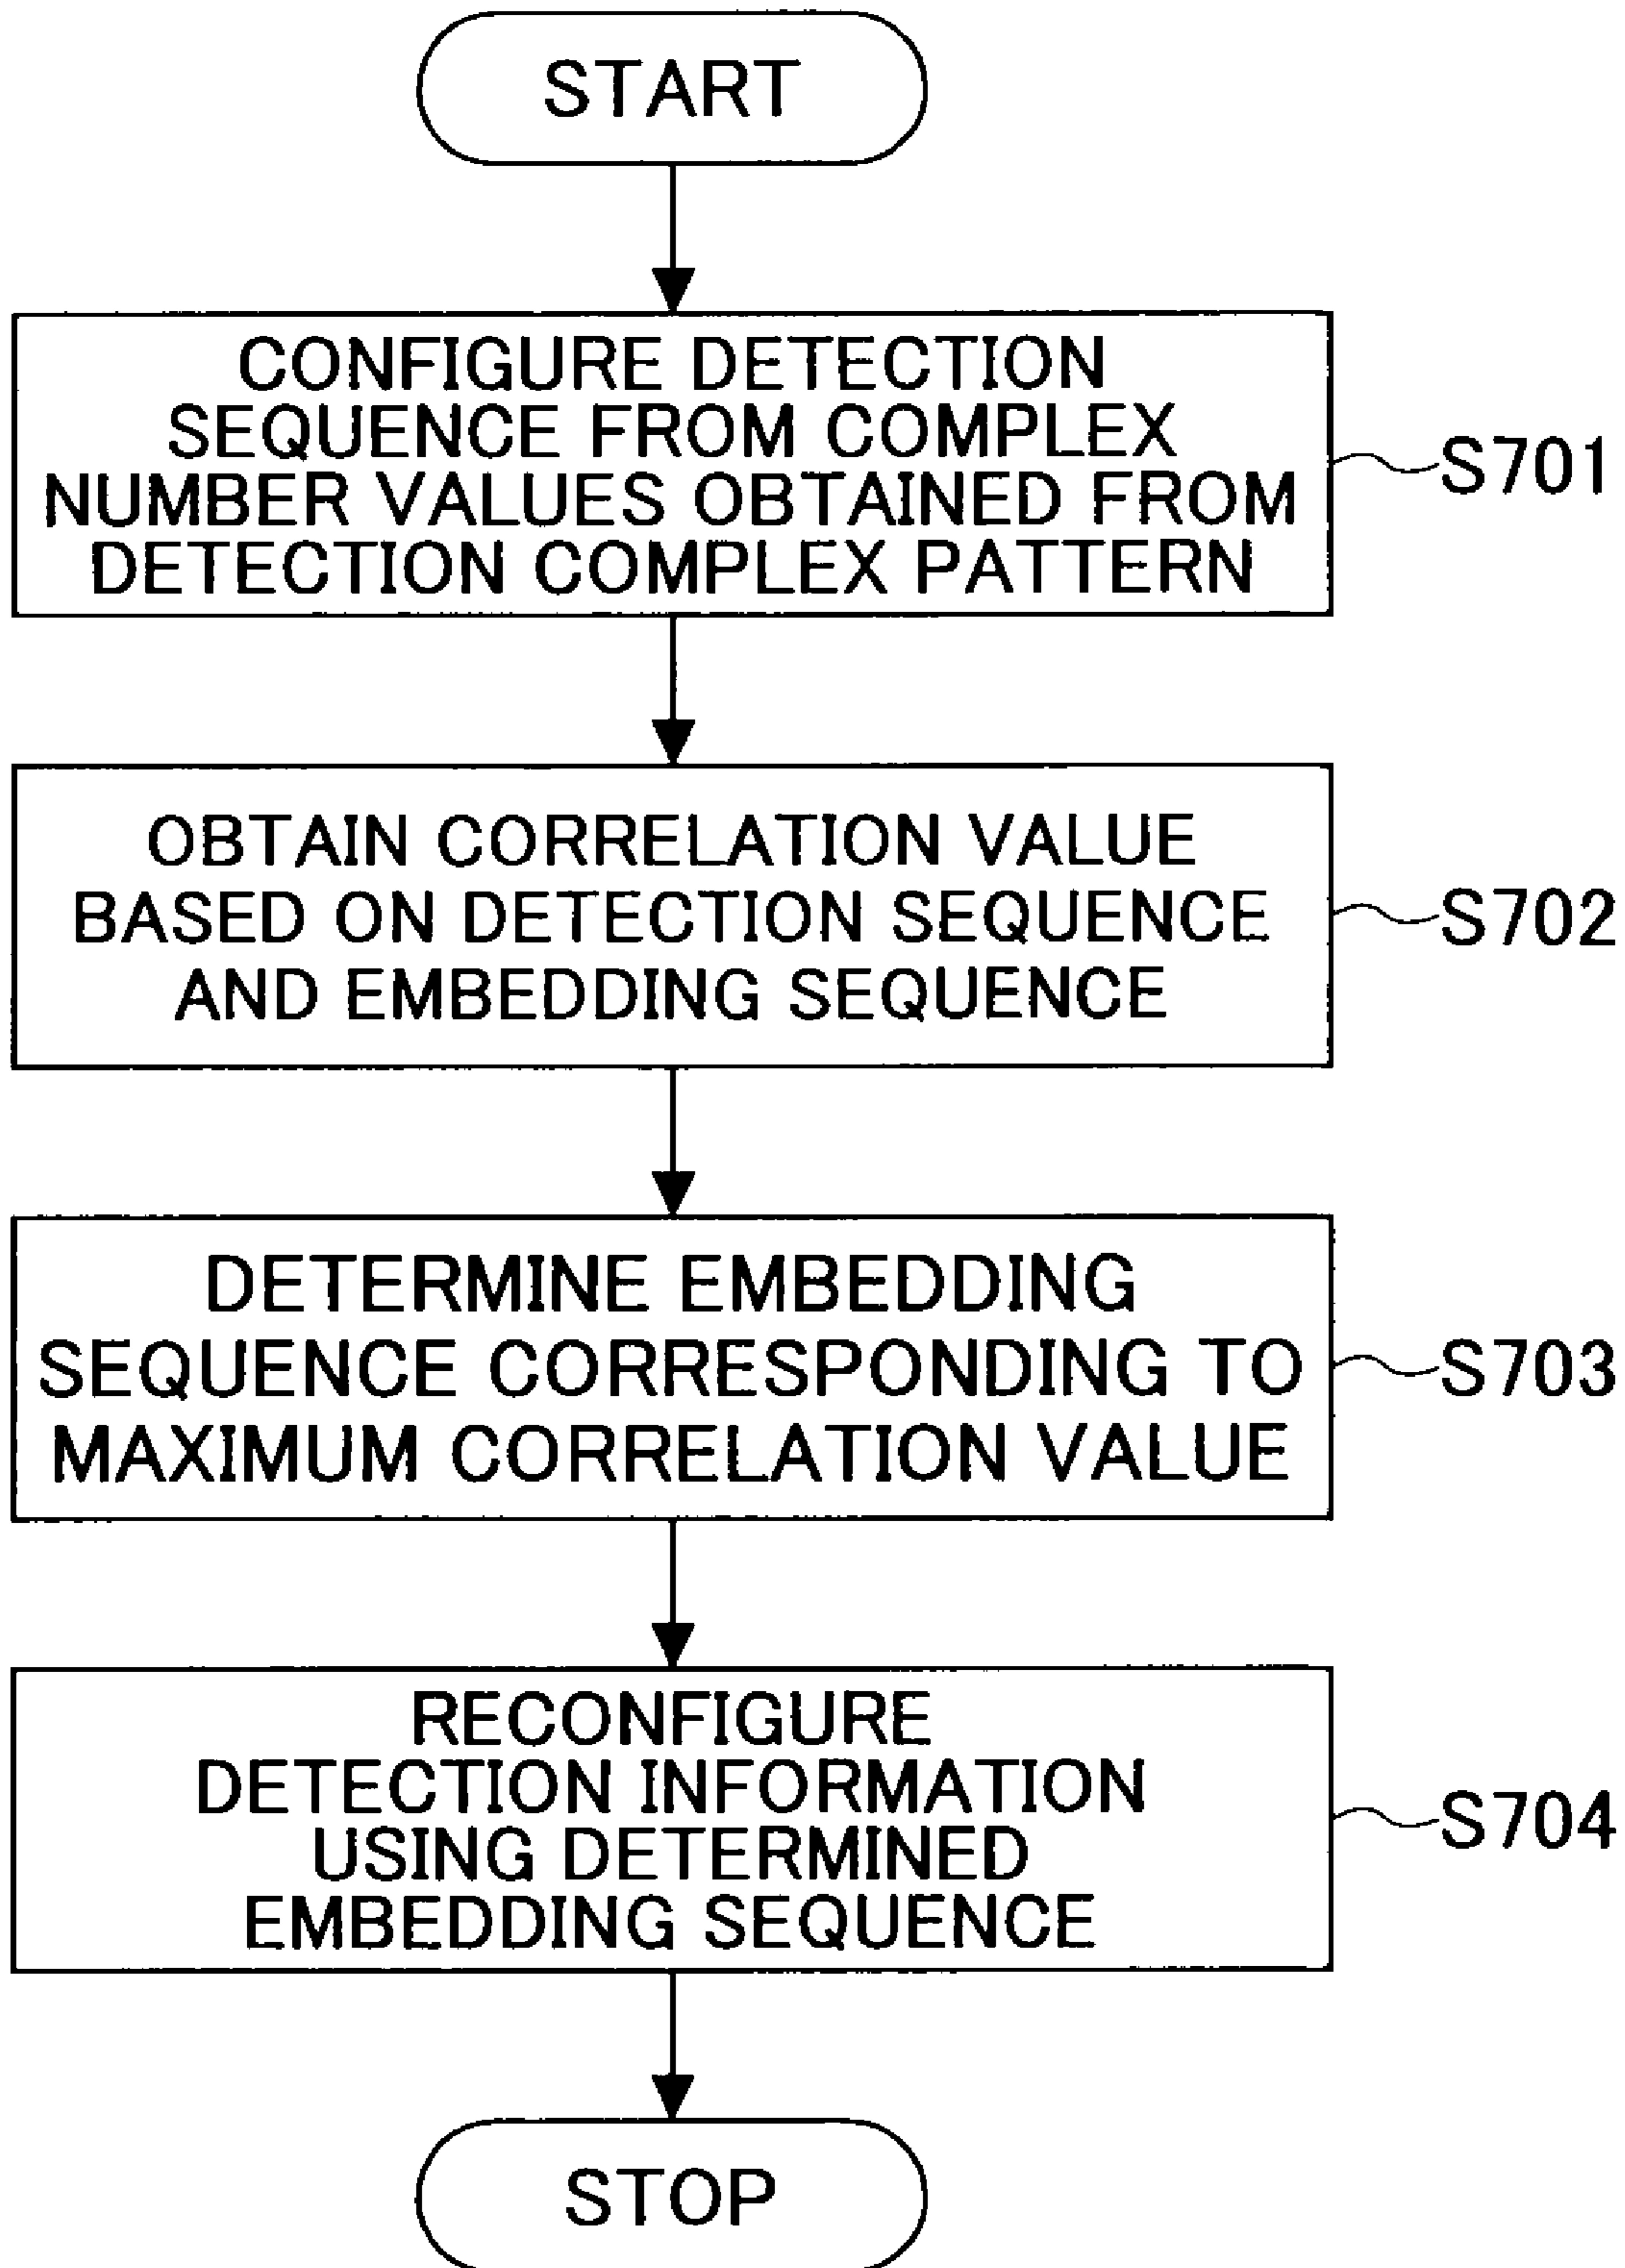 START
CONFIGURE DETECTION
SEQUENCE FROM COMPLEX
NUMBER VALUES OBTAINED FROM
DETECTION COMPLEX PATTERN
S701
OBTAIN CORRELATION VALUE
BASED ON DETECTION SEQUENCE
AND EMBEDDING SEQUENCE
S702
DETERMINE EMBEDDING
SEQUENCE CORRESPONDING TO
MAXIMUM CORRELATION VALUE
S703
RECONFIGURE
DETECTION INFORMATION
USING DETERMINED
EMBEDDING SEQUENCE
S704
STOP